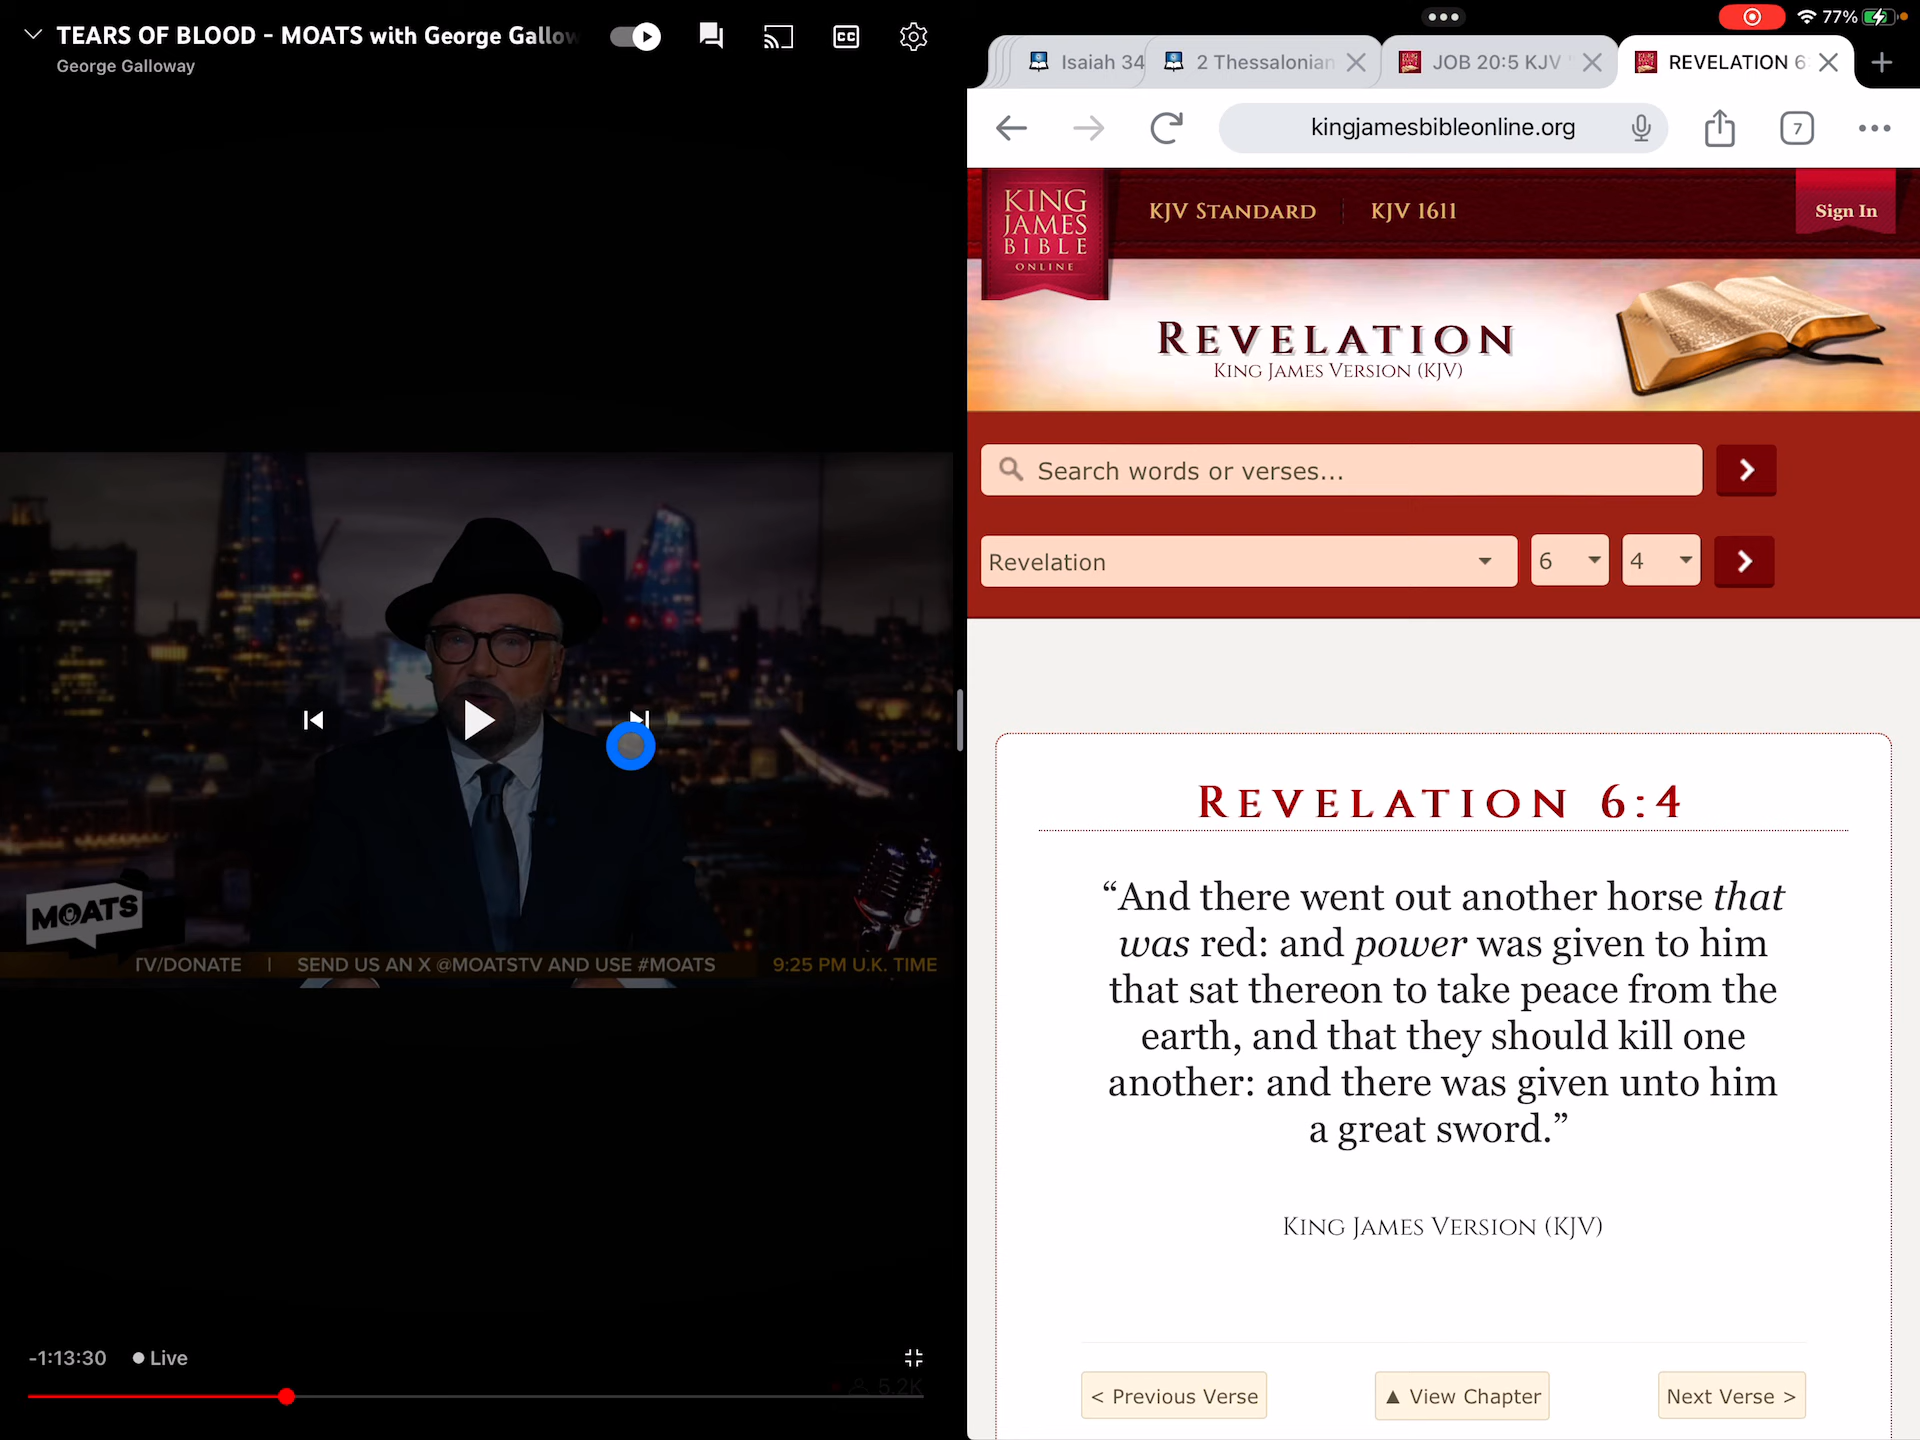 TEARS OF BLOOD - MOATS with George Gallow
George Galloway
CC
MOATS
TV/DONATE | SEND US AN X @MOATSTV AND USE #MOATS 9:25 PM U.K. TIME
-1:13:30 Live
5.2K
77%
Isaiah 34
2 Thessalonian
JOB 20:5 KJV
REVELATION 6
kingjamesbibleonline.org
7
KING
JAMES
BIBLE
ONLINE
KJV STANDARD
KJV 1611
Sign In
REVELATION
KING JAMES VERSION (KJV)
Search words or verses...
Revelation 6 4
REVELATION 6:4
“And there went out another horse that
was red: and power was given to him
that sat thereon to take peace from the
earth, and that they should kill one
another: and there was given unto him
a great sword.”
KING JAMES VERSION (KJV)
< Previous Verse
▲ View Chapter
Next Verse >